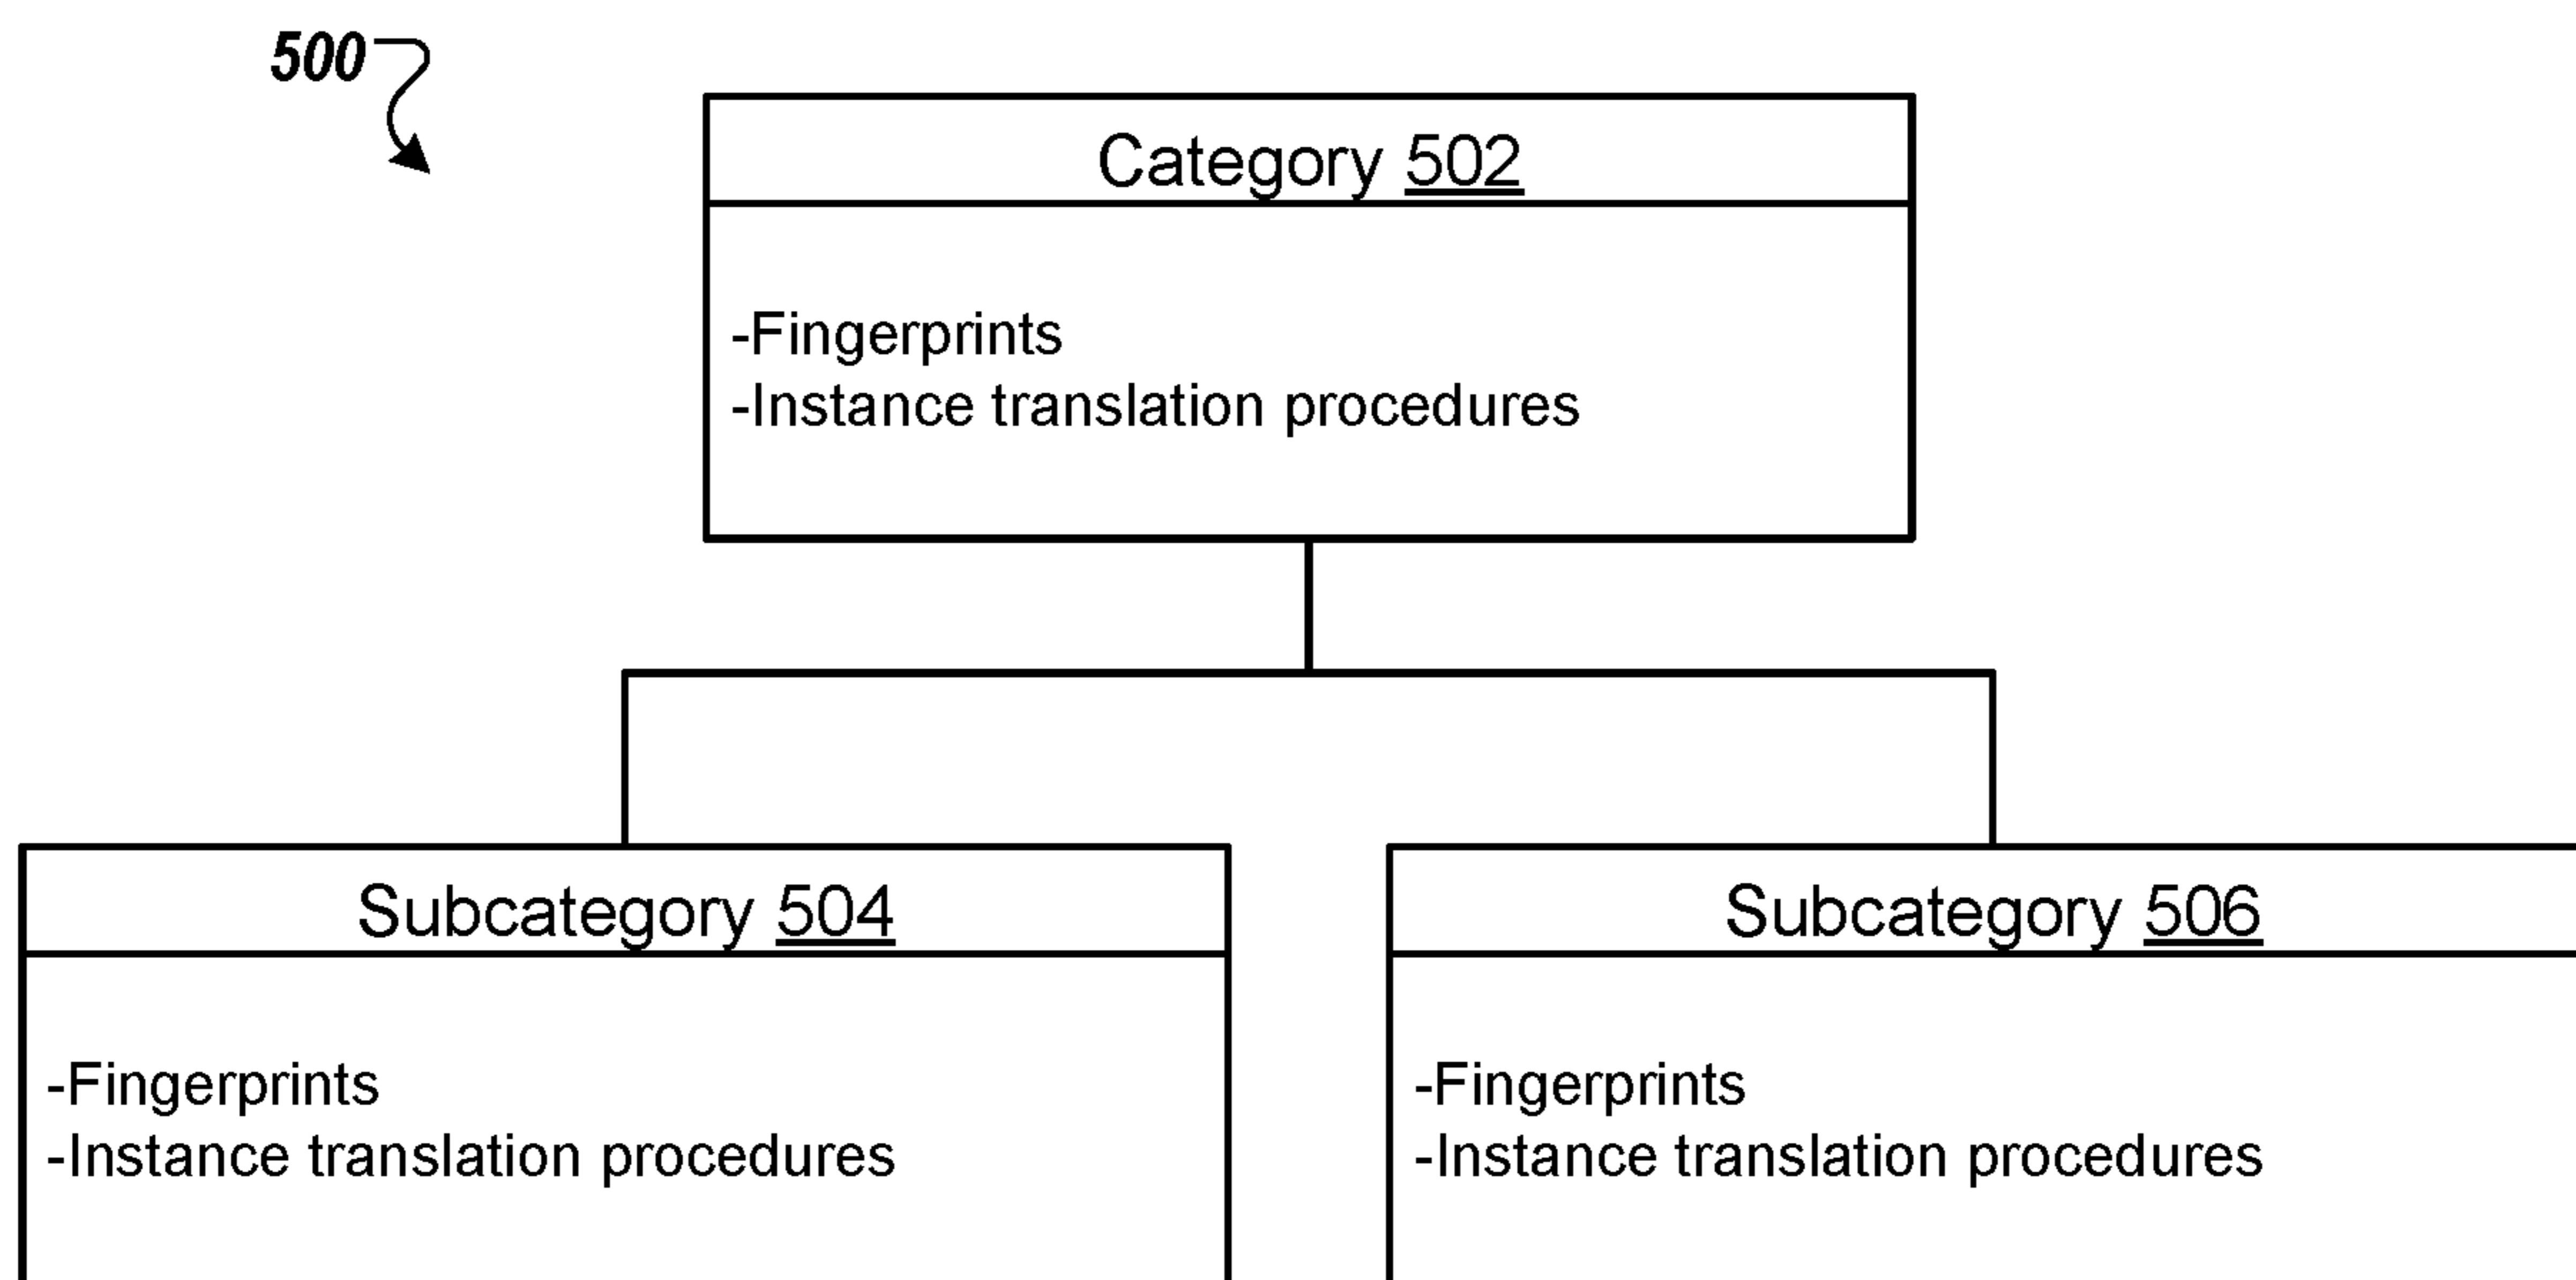 500
Category 502
-Fingerprints
-Instance translation procedures
Subcategory 504
-Fingerprints
-Instance translation procedures
Subcategory 506
-Fingerprints
-Instance translation procedures